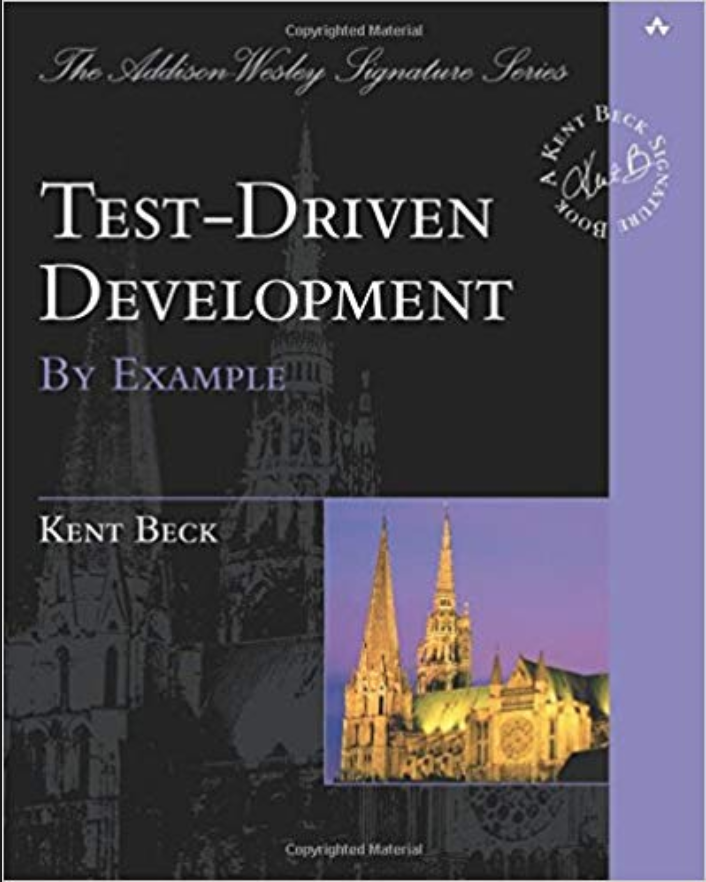 Copyrighted Material
The Addison-Wesley Signature Series
A KENT BECK SIGNATURE BOOK
KentB
TEST-DRIVEN
DEVELOPMENT
BY EXAMPLE
KENT BECK
Copyrighted Material